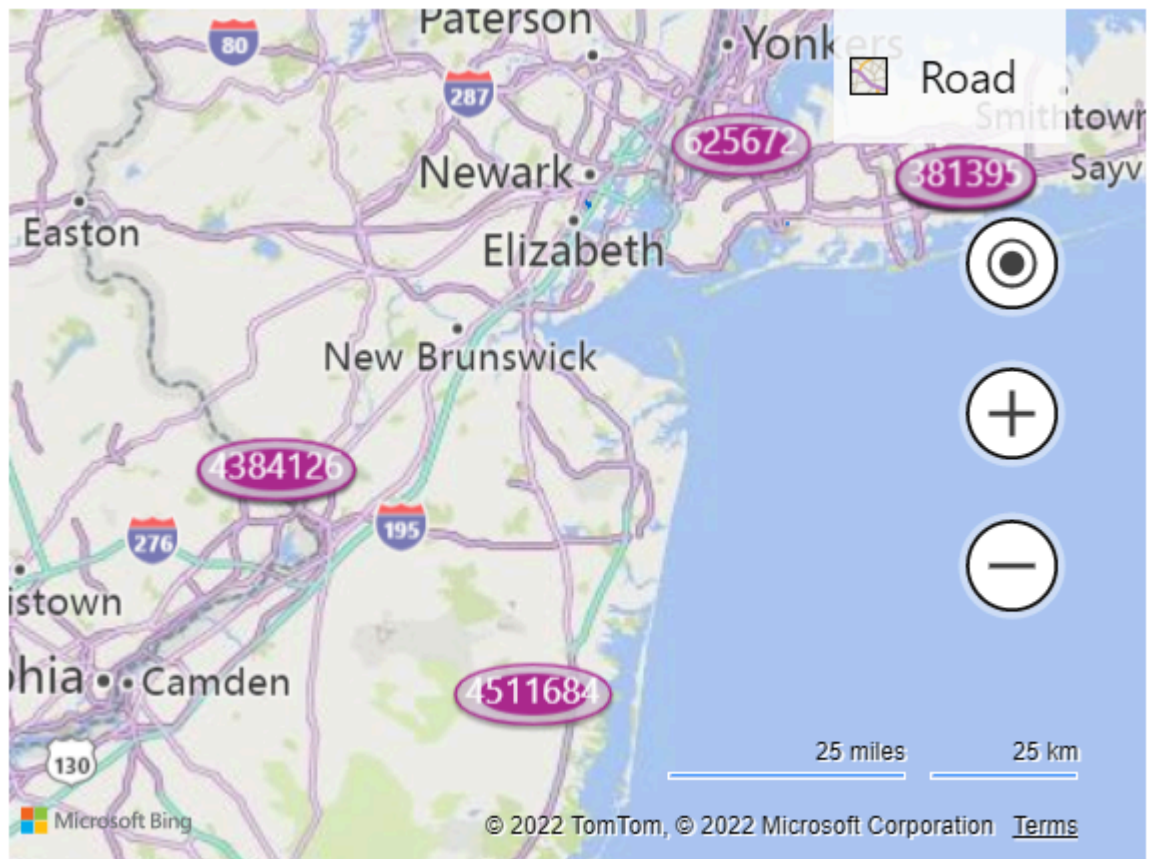 Paterson
80
Yonkers
Road
287
Smithtown
625672
Newark
381395
Sayv
Easton
Elizabeth
New Brunswick
4384126
276
195
istown
4511684
phia
Camden
130
25 miles
25 km
Microsoft Bing
© 2022 TomTom, © 2022 Microsoft Corporation Terms